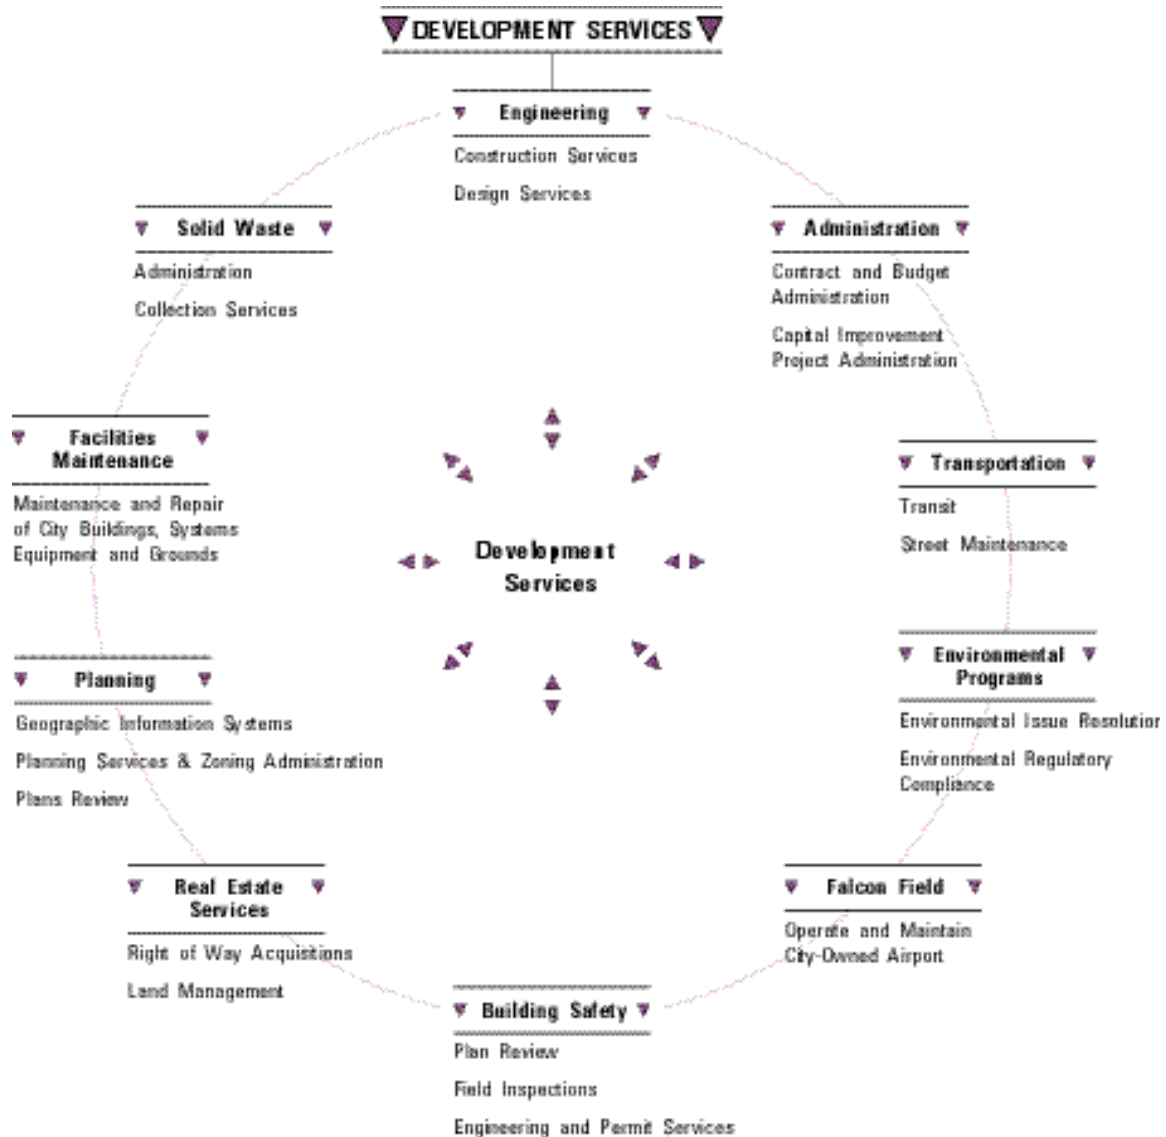 DEVELOPMENT SERVICES
Engineering
Construction Services
Design Services
Solid Waste
Administration
Collection Services
Administration
Contract and Budget
Administration
Capital Improvement
Project Administration
Facilities
Maintenance
Maintenance and Repair
of City Buildings, Systems
Equipment and Grounds
Transportation
Transit
Street Maintenance
Development
Services
Planning
Geographic Information Systems
Planning Services & Zoning Administration
Plans Review
Environmental
Programs
Environmental Issue Resolution
Environmental Regulatory
Compliance
Real Estate
Services
Right of Way Acquisitions
Land Management
Falcon Field
Operate and Maintain
City-Owned Airport
Building Safety
Plan Review
Field Inspections
Engineering and Permit Services